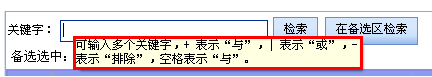 关键字： 检索 在备选区检索
可输入多个关键字，+ 表示“与”，| 表示“或”，-
表示“排除”，空格表示“与”。
备选选中：